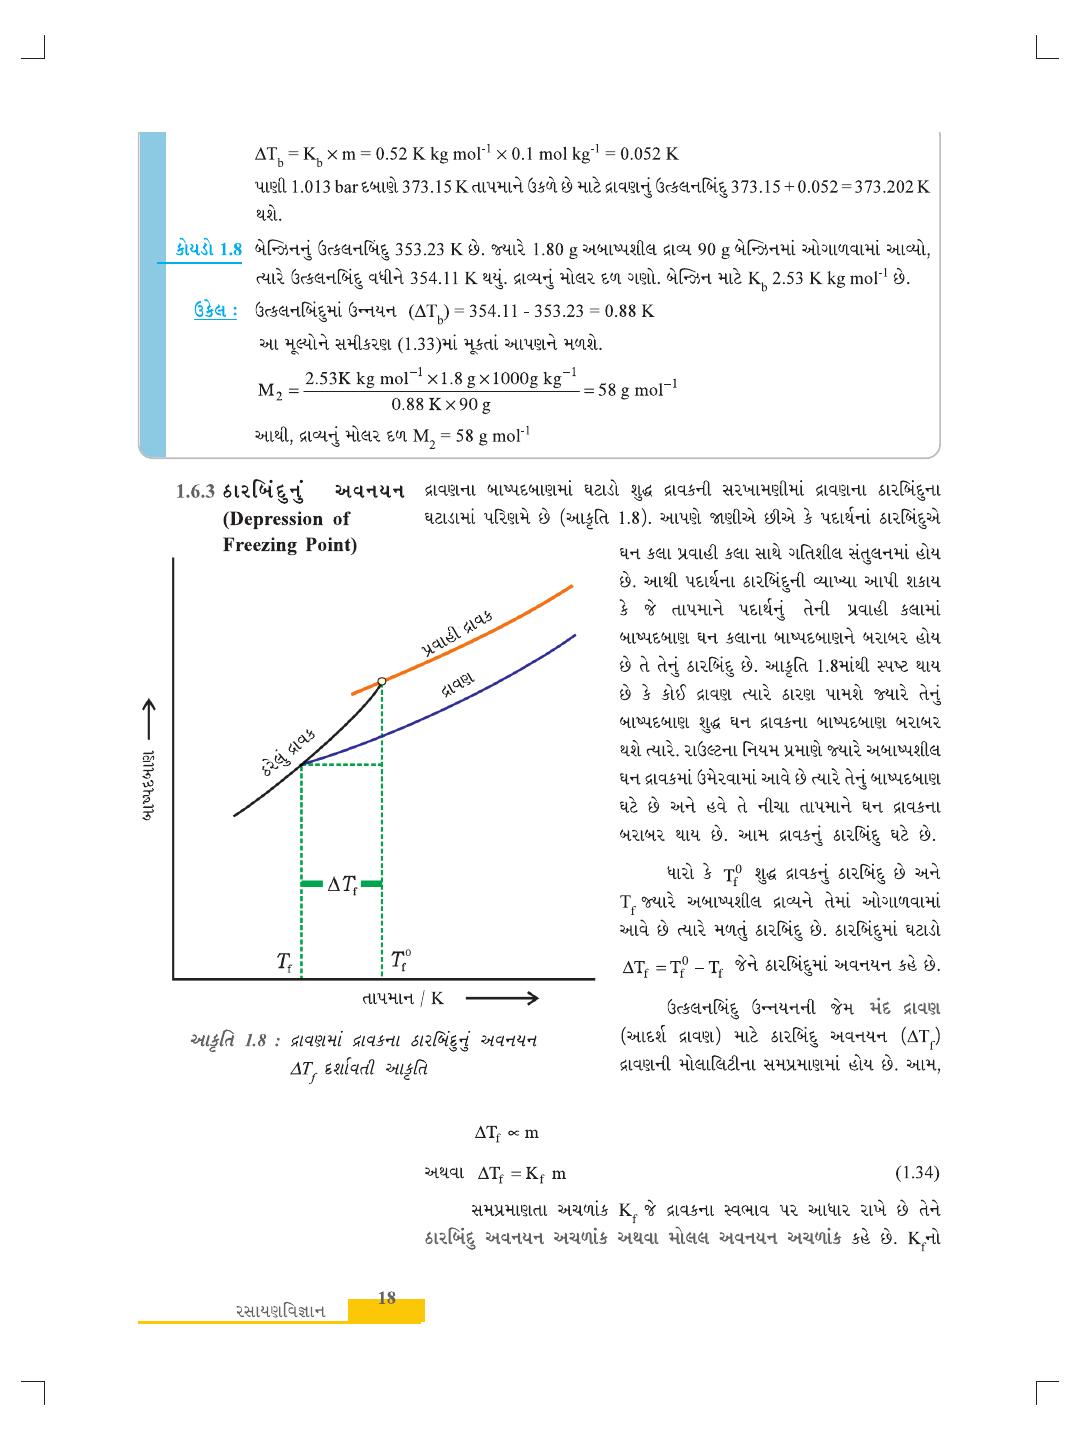 ΔT_b = K_b × m = 0.52 K kg mol⁻¹ × 0.1 mol kg⁻¹ = 0.052 K
પાણી 1.013 bar દબાણે 373.15 K તાપમાને ઉકળે છે માટે દ્રાવણનું ઉત્કલનબિંદુ 373.15 + 0.052 = 373.202 K
થશે.
કોયડો 1.8 બેન્ઝિનનું ઉત્કલનબિંદુ 353.23 K છે. જ્યારે 1.80 g અબાષ્પશીલ દ્રાવ્ય 90 g બેન્ઝિનમાં ઓગાળવામાં આવ્યો,
ત્યારે ઉત્કલનબિંદુ વધીને 354.11 K થયું. દ્રાવ્યનું મોલર દળ ગણો. બેન્ઝિન માટે K_b 2.53 K kg mol⁻¹ છે.
ઉકેલ : ઉત્કલનબિંદુમાં ઉન્નયન (ΔT_b) = 354.11 - 353.23 = 0.88 K
આ મૂલ્યોને સમીકરણ (1.33)માં મૂકતાં આપણને મળશે.
M₂ = 2.53K kg mol⁻¹ × 1.8 g × 1000g kg⁻¹ / 0.88 K × 90 g = 58 g mol⁻¹
આથી, દ્રાવ્યનું મોલર દળ M₂ = 58 g mol⁻¹
1.6.3 ઠારબિંદુનું અવનયન
(Depression of
Freezing Point)
દ્રાવણના બાષ્પદબાણમાં ઘટાડો શુદ્ધ દ્રાવકની સરખામણીમાં દ્રાવણના ઠારબિંદુના
ઘટાડામાં પરિણમે છે (આકૃતિ 1.8). આપણે જાણીએ છીએ કે પદાર્થનાં ઠારબિંદુએ
ઘન કલા પ્રવાહી કલા સાથે ગતિશીલ સંતુલનમાં હોય
છે. આથી પદાર્થના ઠારબિંદુની વ્યાખ્યા આપી શકાય
કે જે તાપમાને પદાર્થનું તેની પ્રવાહી કલામાં
બાષ્પદબાણ ઘન કલાના બાષ્પદબાણને બરાબર હોય
છે તે તેનું ઠારબિંદુ છે. આકૃતિ 1.8માંથી સ્પષ્ટ થાય
છે કે કોઈ દ્રાવણ ત્યારે ઠારણ પામશે જ્યારે તેનું
બાષ્પદબાણ શુદ્ધ ઘન દ્રાવકના બાષ્પદબાણ બરાબર
થશે ત્યારે. રાઉલ્ટના નિયમ પ્રમાણે જ્યારે અબાષ્પશીલ
ઘન દ્રાવકમાં ઉમેરવામાં આવે છે ત્યારે તેનું બાષ્પદબાણ
ઘટે છે અને હવે તે નીચા તાપમાને ઘન દ્રાવકના
બરાબર થાય છે. આમ દ્રાવકનું ઠારબિંદુ ઘટે છે.
ધારો કે T_f⁰ શુદ્ધ દ્રાવકનું ઠારબિંદુ છે અને
T_f જ્યારે અબાષ્પશીલ દ્રાવ્યને તેમાં ઓગાળવામાં
આવે છે ત્યારે મળતું ઠારબિંદુ છે. ઠારબિંદુમાં ઘટાડો
ΔT_f = T_f⁰ – T_f જેને ઠારબિંદુમાં અવનયન કહે છે.
ઉત્કલનબિંદુ ઉન્નયનની જેમ મંદ દ્રાવણ
(આદર્શ દ્રાવણ) માટે ઠારબિંદુ અવનયન (ΔT_f)
દ્રાવણની મોલાલિટીના સમપ્રમાણમાં હોય છે. આમ,
પ્રવાહી દ્રાવક
દ્રાવણ
ઠરેલું દ્રાવક
બાષ્પદબાણ
ΔT_f
T_f T_f⁰
તાપમાન / K
આકૃતિ 1.8 : દ્રાવણમાં દ્રાવકના ઠારબિંદુનું અવનયન
ΔT_f દર્શાવતી આકૃતિ
ΔT_f ∝ m
અથવા ΔT_f = K_f m (1.34)
સમપ્રમાણતા અચળાંક K_f જે દ્રાવકના સ્વભાવ પર આધાર રાખે છે તેને
ઠારબિંદુ અવનયન અચળાંક અથવા મોલલ અવનયન અચળાંક કહે છે. K_fનો
રસાયણવિજ્ઞાન 18